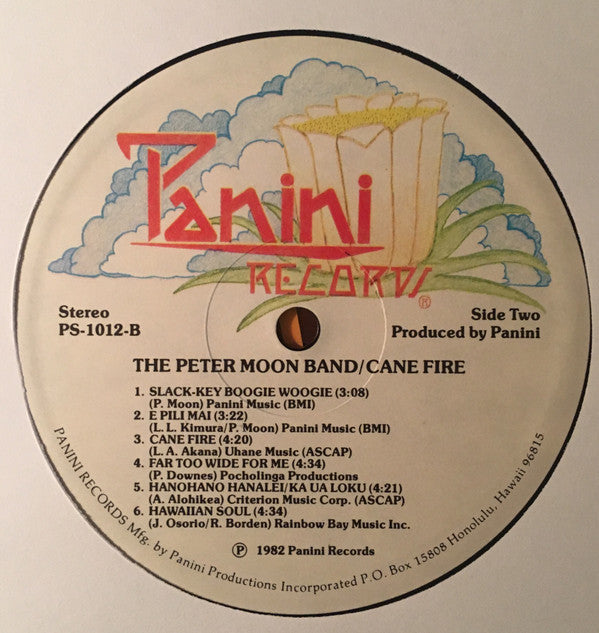 Panini
RECORDS®
Stereo
PS-1012-B
Side Two
Produced by Panini
THE PETER MOON BAND/CANE FIRE
1. SLACK-KEY BOOGIE WOOGIE (3:08)
(P. Moon) Panini Music (BMI)
2. E PILI MAI (3:22)
(L. L. Kimura/P. Moon) Panini Music (BMI)
3. CANE FIRE (4:20)
(L. A. Akana) Uhane Music (ASCAP)
4. FAR TOO WIDE FOR ME (4:34)
(P. Downes) Pocholinga Productions
5. HANOHANO HANALEI/KA UA LOKU (4:21)
(A. Alohikea) Criterion Music Corp. (ASCAP)
6. HAWAIIAN SOUL (4:34)
(J. Osorio/R. Borden) Rainbow Bay Music Inc.
℗ 1982 Panini Records
PANINI RECORDS Mfg. by Panini Productions Incorporated P.O. Box 15808 Honolulu, Hawaii 96815